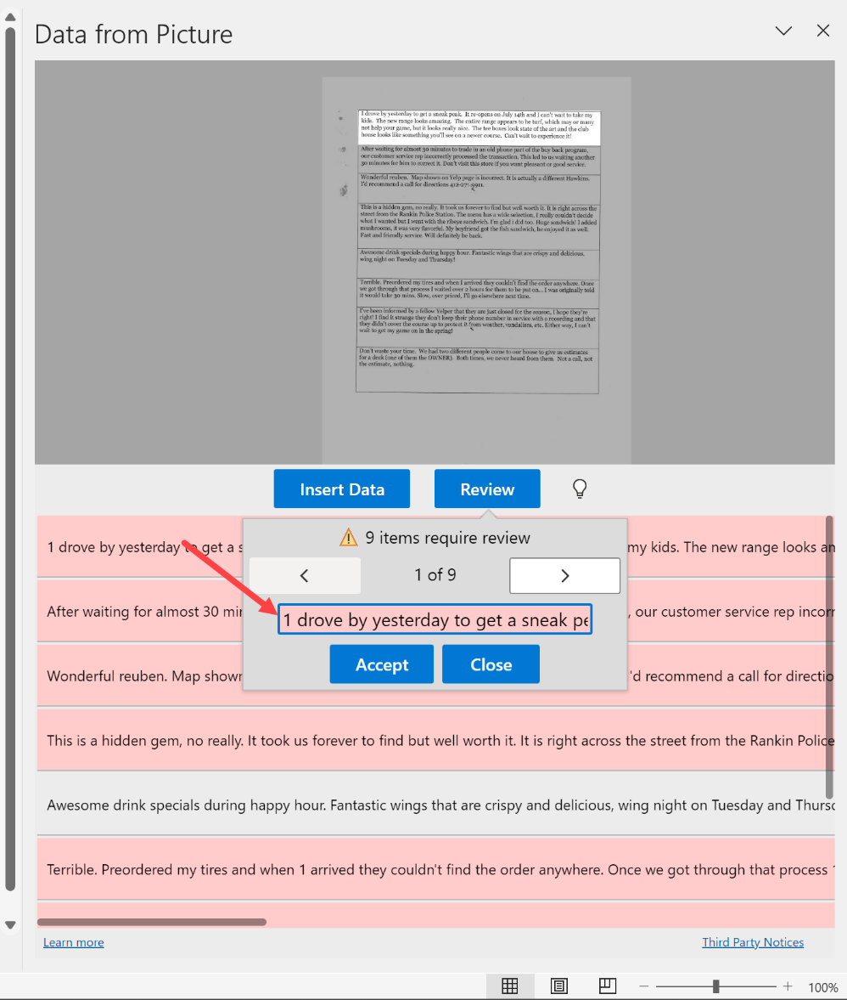 Data from Picture
I drove by yesterday to get a sneak peak. It re-opens on July 14th and I can't wait to take my
kids. The new range looks amazing. The entire range appears to be turf, which may or many
not help your game, but it looks really nice. The tee boxes look state of the art and the club
house looks like something you'll see on a newer course. Can't wait to experience it!
After waiting for almost 30 minutes to trade in an old phone part of the buy back program,
our customer service rep incorrectly processed the transaction. This led to us waiting another
30 minutes for him to correct it. Don't visit this store if you want pleasant or good service.
Wonderful reuben. Map shown on Yelp page is incorrect. It is actually a different Hawkins.
I'd recommend a call for directions
This is a hidden gem, no really. It took us forever to find but well worth it. It is right across the
street from the Rankin Police Station. The menu has a wide selection, I really couldn't decide
what I wanted but I went with the ribeye sandwich. I'm glad i did too. Huge sandwich! I added
mushrooms, it was very flavorful. My boyfriend got the fish sandwich, he enjoyed it as well.
Fast and friendly service. Will definitely be back.
Awesome drink specials during happy hour. Fantastic wings that are crispy and delicious,
wing night on Tuesday and Thursday!
Terrible. Preordered my tires and when I arrived they couldn't find the order anywhere. Once
we got through that process I waited over 2 hours for them to be put on... I was originally told
it would take 30 mins. Slow, over priced, I'll go elsewhere next time.
I've been informed by a fellow Yelper that they are just closed for the season, I hope they're
right! I find it strange they don't keep their phone number in service with a recording and that
they didn't cover the course up to protect it from weather, vandalism, etc. Either way, I can't
wait to get my game on in the spring!
Don't waste your time. We had two different people come to our house to give us estimates
for a deck (one of them the OWNER). Both times, we never heard from them. Not a call, not
the estimate, nothing.
Insert Data Review
9 items require review
1 of 9
1 drove by yesterday to get a sneak pe
Accept Close
1 drove by yesterday to get a s my kids. The new range looks am
After waiting for almost 30 min , our customer service rep incorr
Wonderful reuben. Map shown 'd recommend a call for directio
This is a hidden gem, no really. It took us forever to find but well worth it. It is right across the street from the Rankin Police
Awesome drink specials during happy hour. Fantastic wings that are crispy and delicious, wing night on Tuesday and Thursd
Terrible. Preordered my tires and when 1 arrived they couldn't find the order anywhere. Once we got through that process 1
Learn more Third Party Notices
100%